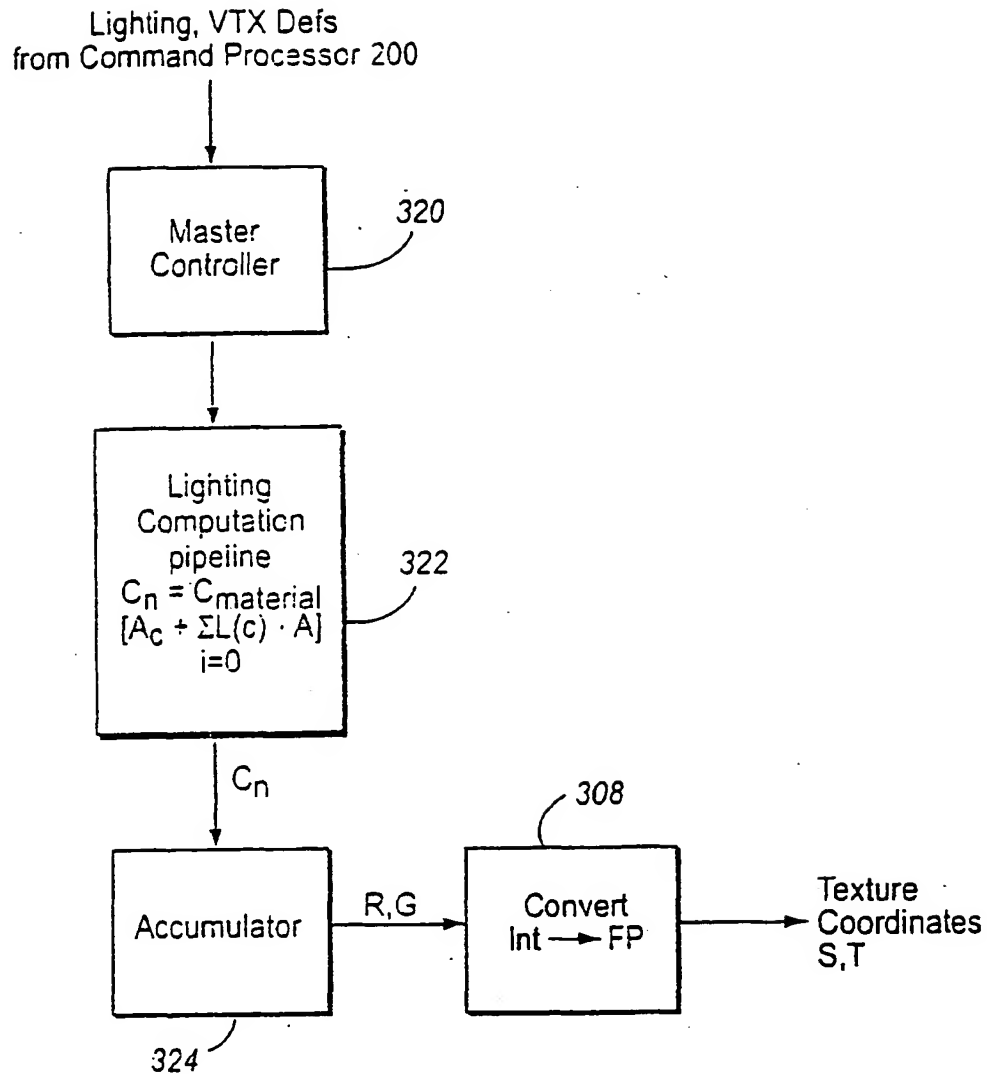 Lighting, VTX Defs
from Command Processor 200
Master
Controller
320
Lighting
Computation
pipeline
Cn = Cmaterial
[Ac + ΣL(c) · A]
i=0
322
Cn
308
Accumulator
R,G
Convert
Int → FP
Texture
Coordinates
S,T
324